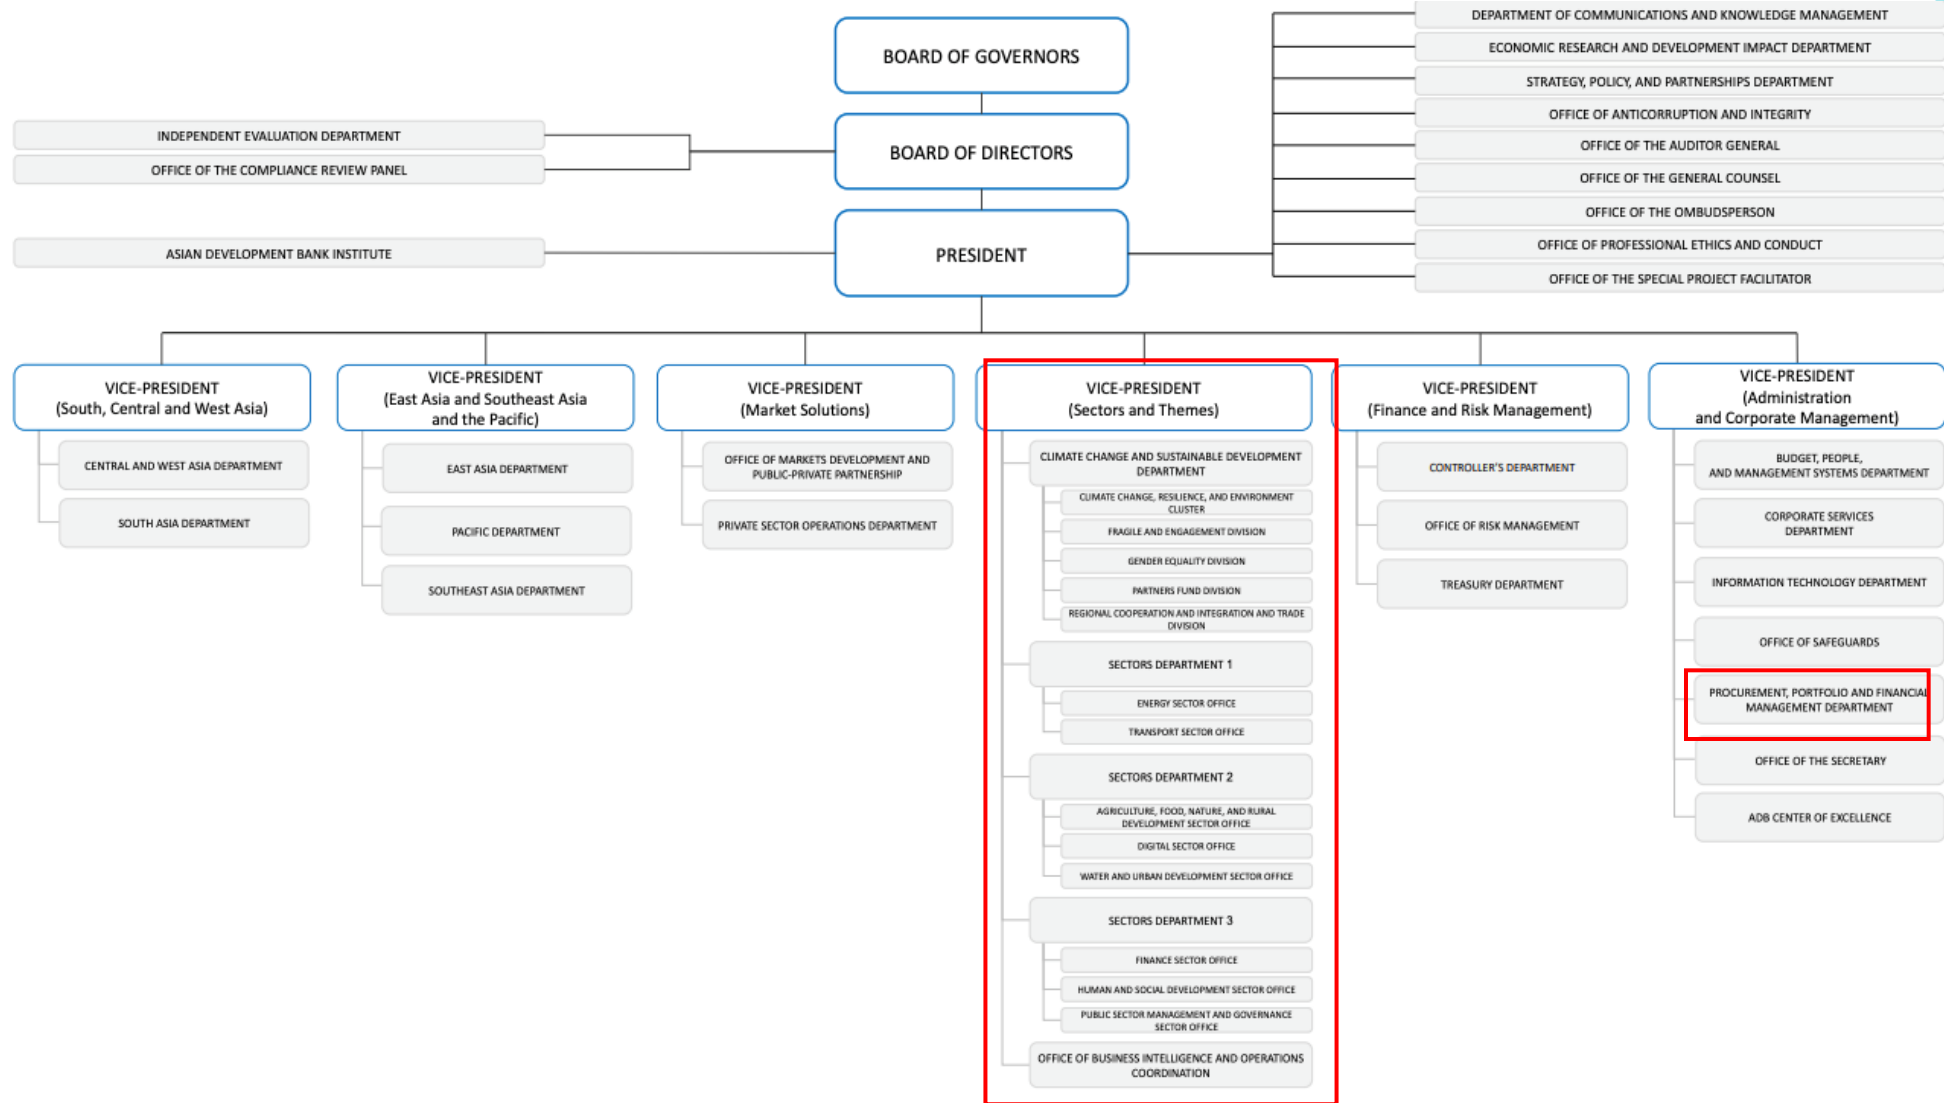 BOARD OF GOVERNORS
BOARD OF DIRECTORS
PRESIDENT
INDEPENDENT EVALUATION DEPARTMENT
OFFICE OF THE COMPLIANCE REVIEW PANEL
ASIAN DEVELOPMENT BANK INSTITUTE
DEPARTMENT OF COMMUNICATIONS AND KNOWLEDGE MANAGEMENT
ECONOMIC RESEARCH AND DEVELOPMENT IMPACT DEPARTMENT
STRATEGY, POLICY, AND PARTNERSHIPS DEPARTMENT
OFFICE OF ANTICORRUPTION AND INTEGRITY
OFFICE OF THE AUDITOR GENERAL
OFFICE OF THE GENERAL COUNSEL
OFFICE OF THE OMBUDSPERSON
OFFICE OF PROFESSIONAL ETHICS AND CONDUCT
OFFICE OF THE SPECIAL PROJECT FACILITATOR
VICE-PRESIDENT
(South, Central and West Asia)
CENTRAL AND WEST ASIA DEPARTMENT
SOUTH ASIA DEPARTMENT
VICE-PRESIDENT
(East Asia and Southeast Asia
and the Pacific)
EAST ASIA DEPARTMENT
PACIFIC DEPARTMENT
SOUTHEAST ASIA DEPARTMENT
VICE-PRESIDENT
(Market Solutions)
OFFICE OF MARKETS DEVELOPMENT AND
PUBLIC-PRIVATE PARTNERSHIP
PRIVATE SECTOR OPERATIONS DEPARTMENT
VICE-PRESIDENT
(Sectors and Themes)
CLIMATE CHANGE AND SUSTAINABLE DEVELOPMENT
DEPARTMENT
CLIMATE CHANGE, RESILIENCE, AND ENVIRONMENT
CLUSTER
FRAGILE AND ENGAGEMENT DIVISION
GENDER EQUALITY DIVISION
PARTNERS FUND DIVISION
REGIONAL COOPERATION AND INTEGRATION AND TRADE
DIVISION
SECTORS DEPARTMENT 1
ENERGY SECTOR OFFICE
TRANSPORT SECTOR OFFICE
SECTORS DEPARTMENT 2
AGRICULTURE, FOOD, NATURE, AND RURAL
DEVELOPMENT SECTOR OFFICE
DIGITAL SECTOR OFFICE
WATER AND URBAN DEVELOPMENT SECTOR OFFICE
SECTORS DEPARTMENT 3
FINANCE SECTOR OFFICE
HUMAN AND SOCIAL DEVELOPMENT SECTOR OFFICE
PUBLIC SECTOR MANAGEMENT AND GOVERNANCE
SECTOR OFFICE
OFFICE OF BUSINESS INTELLIGENCE AND OPERATIONS
COORDINATION
VICE-PRESIDENT
(Finance and Risk Management)
CONTROLLER'S DEPARTMENT
OFFICE OF RISK MANAGEMENT
TREASURY DEPARTMENT
VICE-PRESIDENT
(Administration
and Corporate Management)
BUDGET, PEOPLE,
AND MANAGEMENT SYSTEMS DEPARTMENT
CORPORATE SERVICES
DEPARTMENT
INFORMATION TECHNOLOGY DEPARTMENT
OFFICE OF SAFEGUARDS
PROCUREMENT, PORTFOLIO AND FINANCIAL
MANAGEMENT DEPARTMENT
OFFICE OF THE SECRETARY
ADB CENTER OF EXCELLENCE